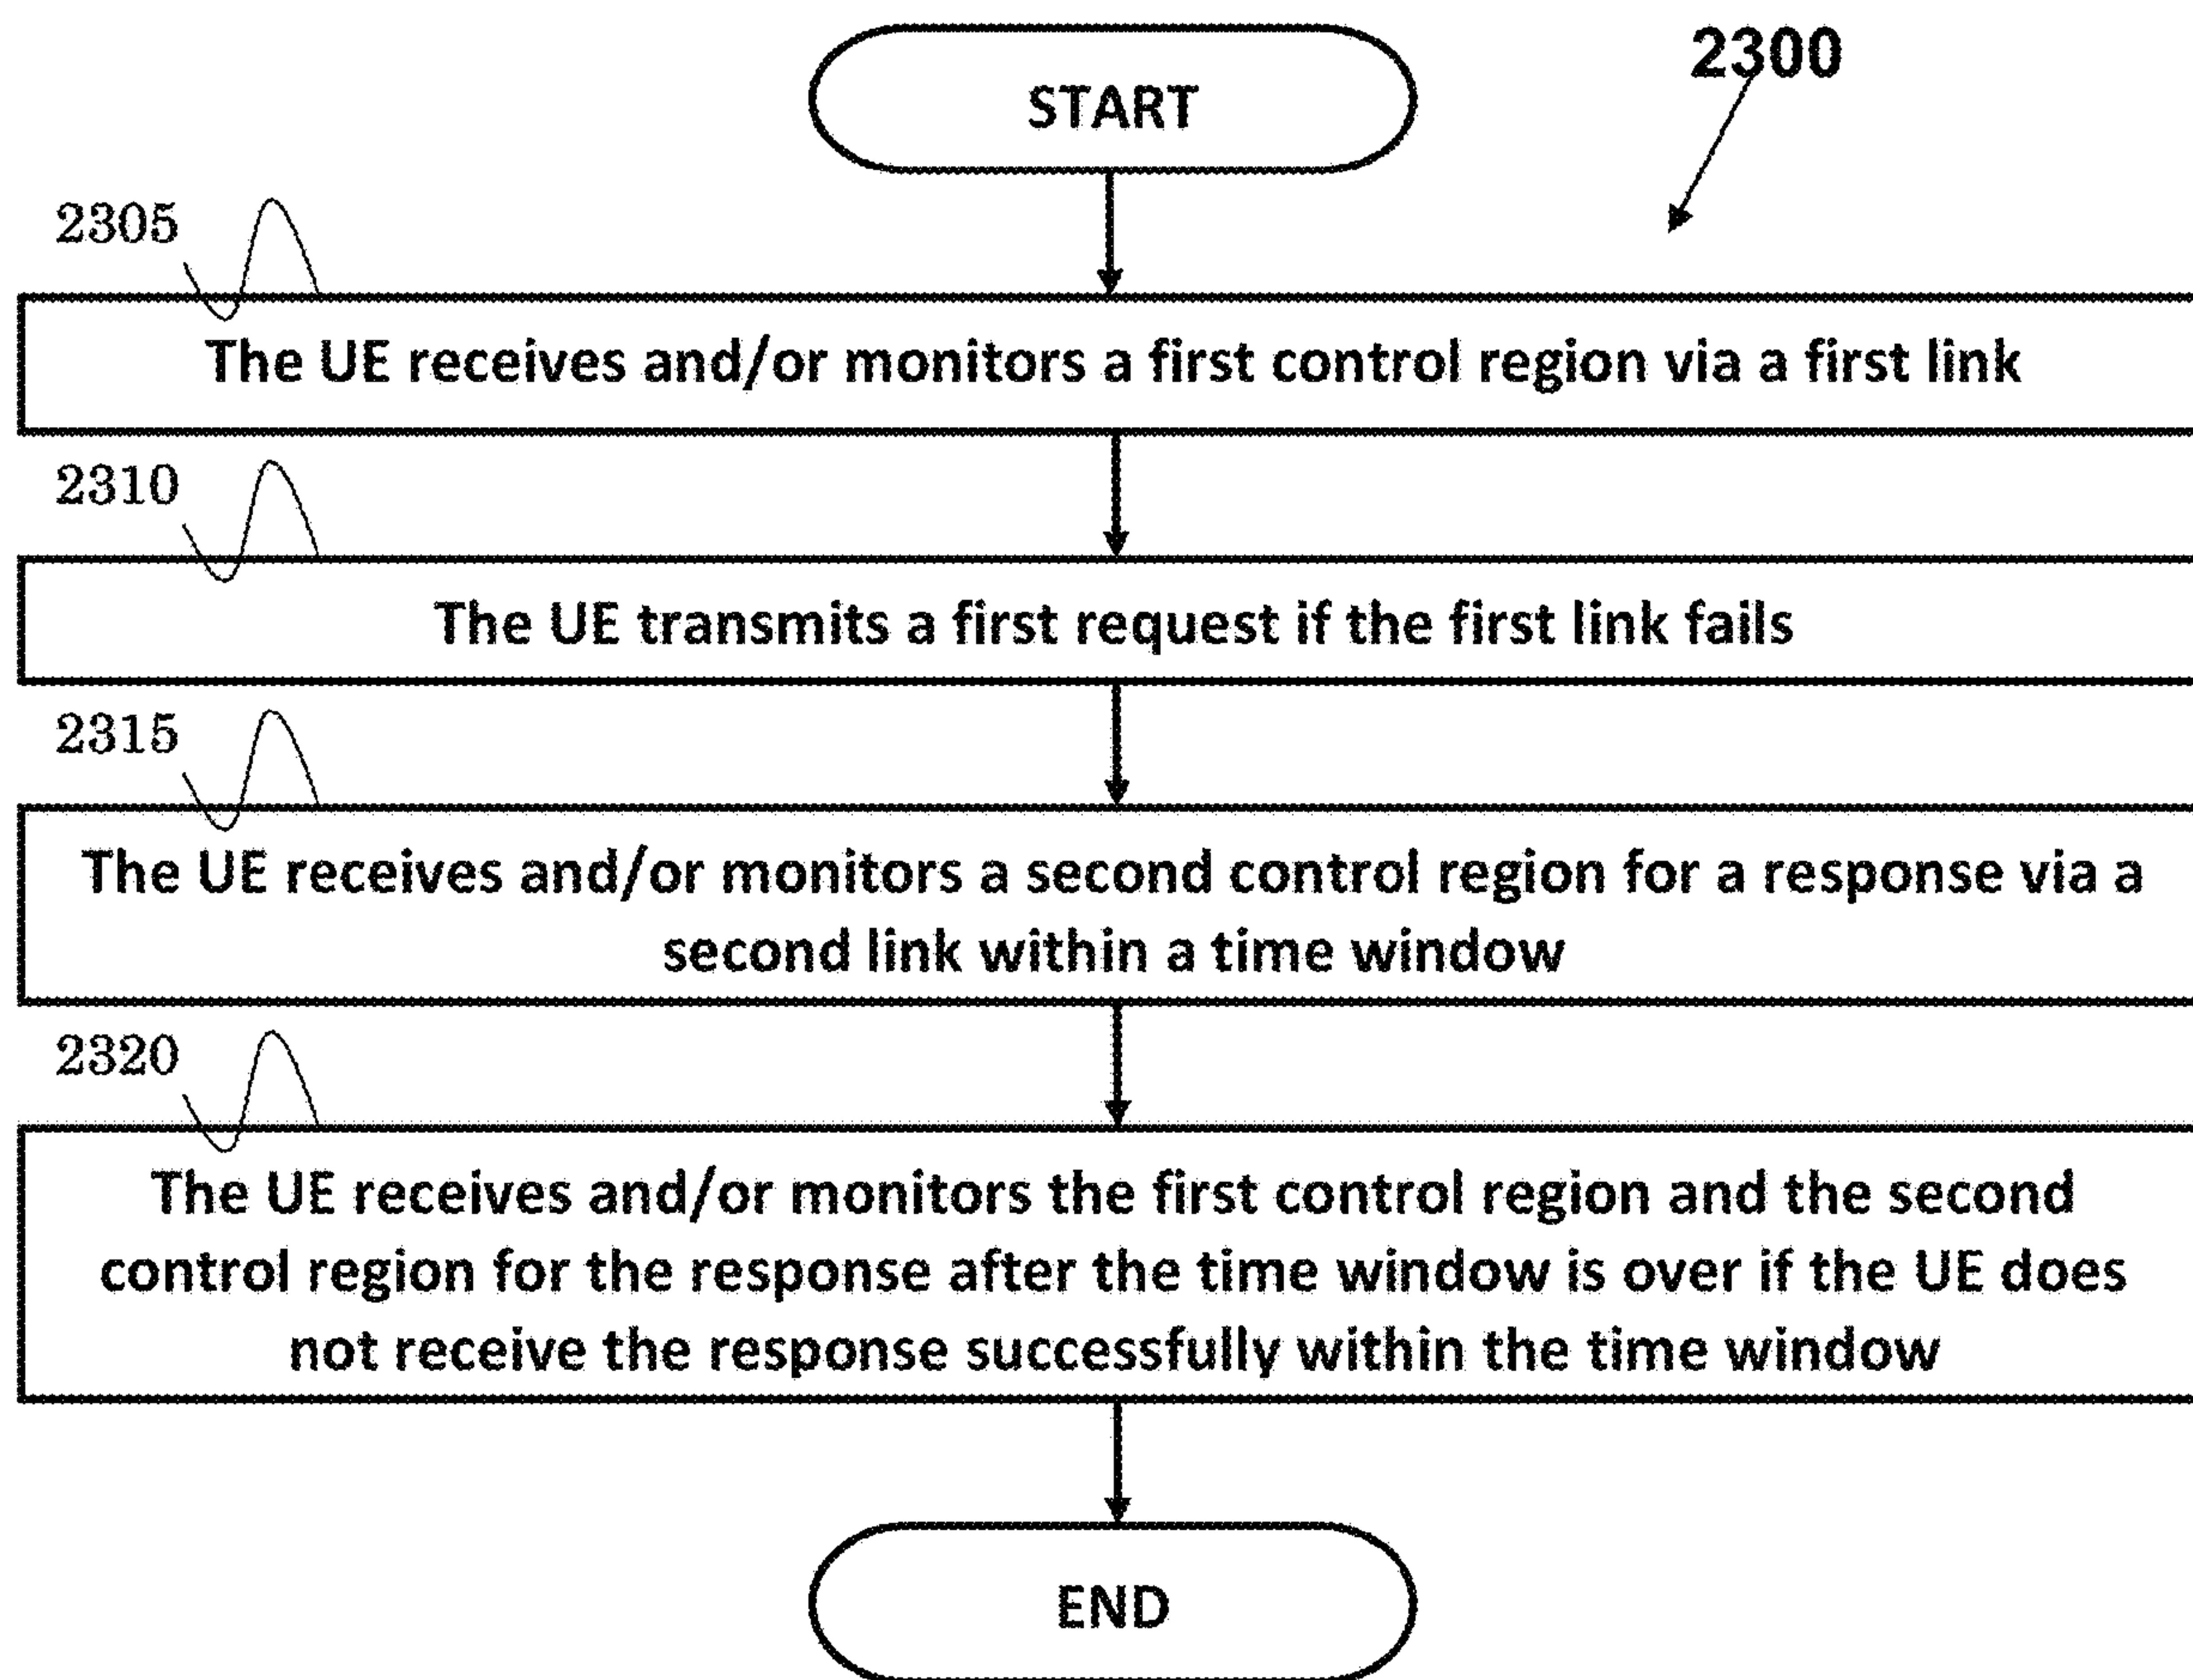 2300
START
2305
The UE receives and/or monitors a first control region via a first link
2310
The UE transmits a first request if the first link fails
2315
The UE receives and/or monitors a second control region for a response via a
second link within a time window
2320
The UE receives and/or monitors the first control region and the second
control region for the response after the time window is over if the UE does
not receive the response successfully within the time window
END